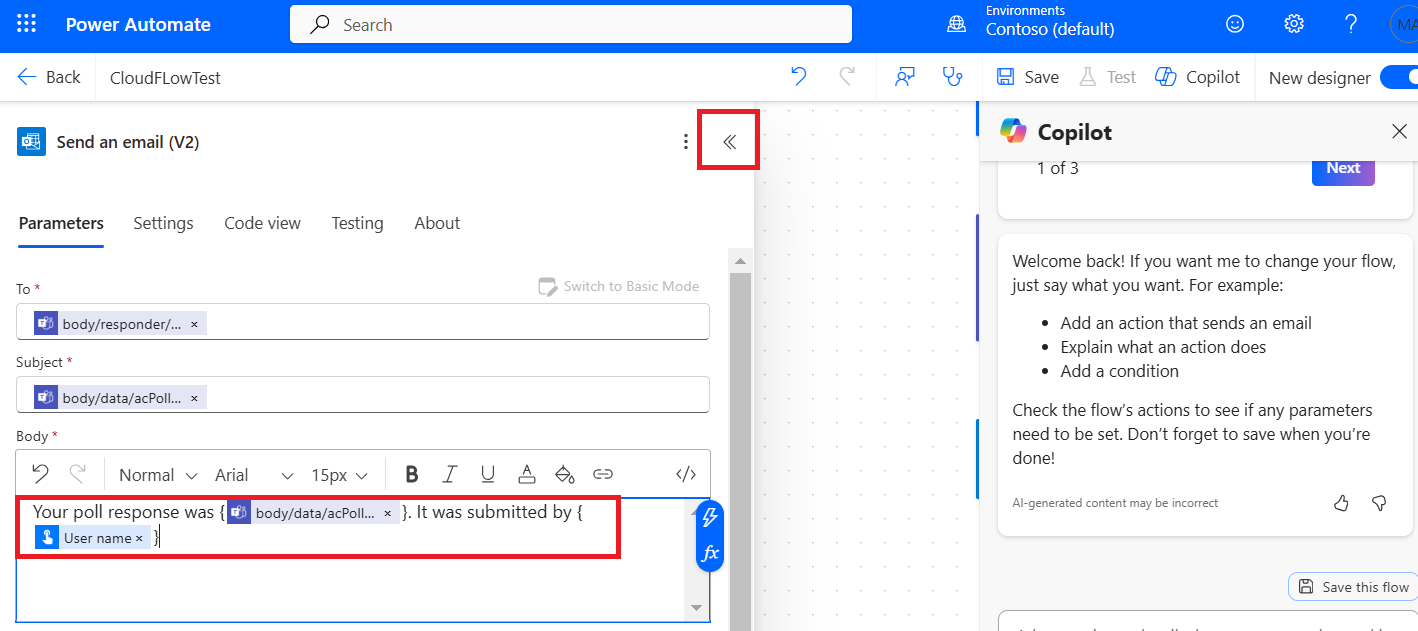 Power Automate
Search
Environments
Contoso (default)
MA
Back
CloudFLowTest
Save
Test
Copilot
New designer
Send an email (V2)
Parameters
Settings
Code view
Testing
About
To *
Switch to Basic Mode
body/responder/... ×
Subject *
body/data/acPoll... ×
Body *
Normal
Arial
15px
B
I
U
A
</>
Your poll response was { body/data/acPoll... × }. It was submitted by {
User name × }
fx
Copilot
1 of 3
Next
Welcome back! If you want me to change your flow,
just say what you want. For example:
• Add an action that sends an email
• Explain what an action does
• Add a condition
Check the flow's actions to see if any parameters
need to be set. Don't forget to save when you're
done!
AI-generated content may be incorrect
Save this flow